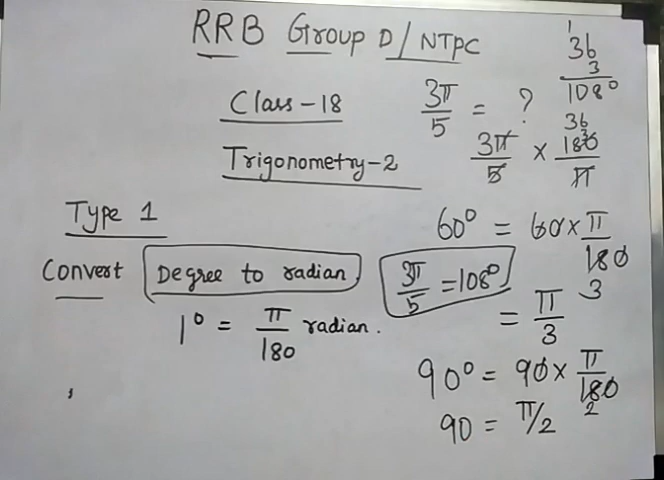 RRB Group D/NTPC
Class-18
Trigonometry-2
Type 1
Convert Degree to radian
1° = π/180 radian.
3π/5 = ?
36
3
108°
3π/5 × 180/π
36
3π/5 = 108°
60° = 60 × π/180
3
= π/3
90° = 90 × π/180
2
90 = π/2